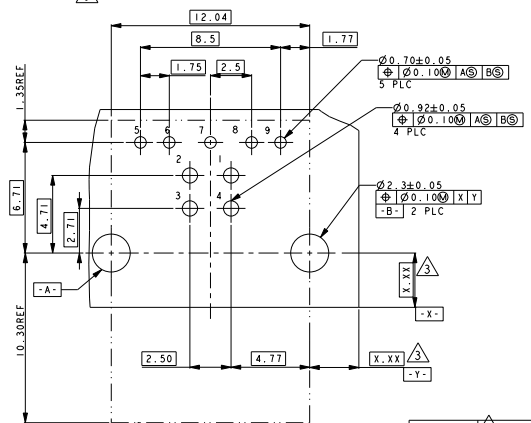 12.04
8.5
1.77
1.75
2.5
Ø0.70±0.05
⌖ Ø0.10Ⓜ AⓈ BⓈ
5 PLC
1.35REF
Ø0.92±0.05
⌖ Ø0.10Ⓜ AⓈ BⓈ
4 PLC
5 6 7 8 9
2 1
3 4
6.71
4.71
2.71
Ø2.3±0.05
⌖ Ø0.10Ⓜ X Y
-B- 2 PLC
-A-
X.XX 3
-X-
10.30REF
2.50
4.77
X.XX 3
-Y-